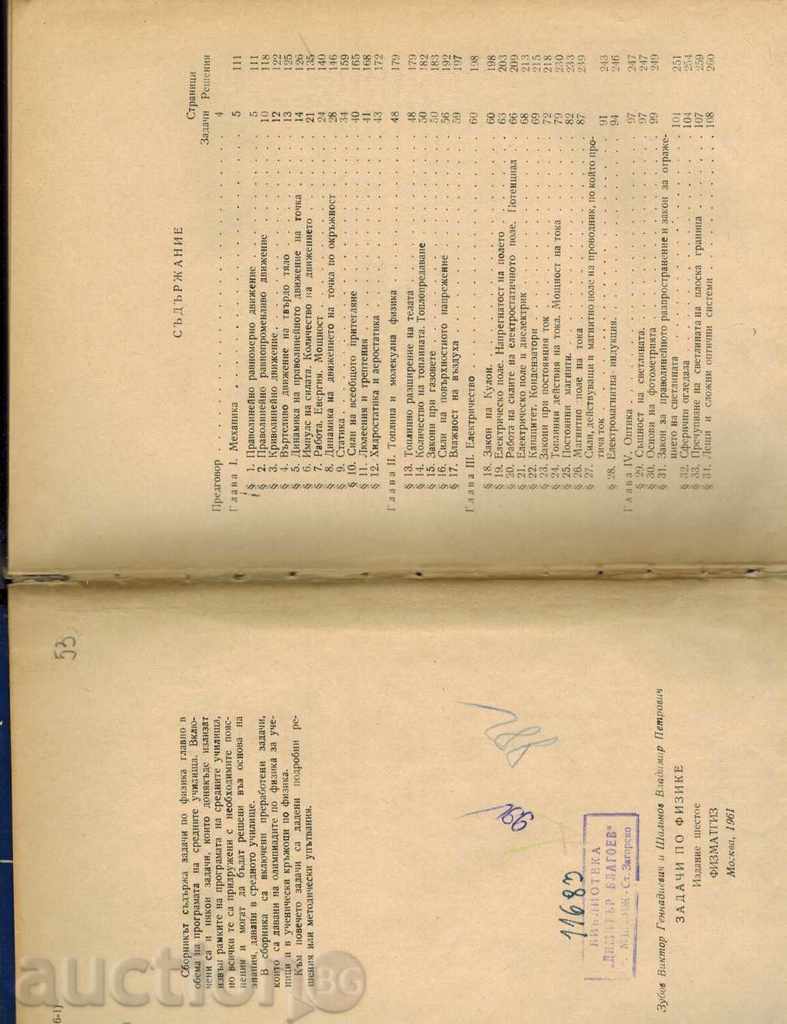 53
Сборникът съдържа задачи по физика главно в
обема на програмата на средните училища. Вклю-
чени са и някои задачи, които донякъде излизат
извън рамките на програмата на средните училища,
но всички те са придружени с необходимите пояс-
нения и могат да бъдат решени въз основа на
знания, давани в средното училище.
В сборника са включени преработени задачи,
които са давани на олимпиадите по физика за уче-
ници и в ученически кръжоци по физика.
Към повечето задачи са дадени подробни ре-
шения или методически упътвания.
11683
БИБЛИОТЕКА
„ДИМИТЪР БЛАГОЕВ“
Ст. Загорско
Зубов Виктор Геннадиевич и Шальнов Владимир Петрович
ЗАДАЧИ ПО ФИЗИКЕ
Издание шестое
ФИЗМАТГИЗ
Москва, 1961
6-1)
auction BG
СЪДЪРЖАНИЕ
Страници
Задачи Решения
Предговор . . . 4
Глава I. Механика . . . 5 111
§ 1. Праволинейно равномерно движение . . . 5 111
§ 2. Праволинейно равнопроменливо движение . . . 10 118
§ 3. Криволинейно движение . . . 12 122
§ 4. Въртеливо движение на твърдо тяло . . . 13 125
§ 5. Динамика на праволинейното движение на точка . . . 14 126
§ 6. Импулс на силата. Количество на движението . . . 21 135
§ 7. Работа. Енергия. Мощност . . . 24 140
§ 8. Динамика на движението на точка по окръжност . . . 28 146
§ 9. Статика . . . 34 159
§ 10. Сили на всеобщото притегляне . . . 40 165
§ 11. Люлеения и трептения . . . 41 168
§ 12. Хидростатика и аеростатика . . . 43 172
Глава II. Топлина и молекулна физика . . . 48 179
§ 13. Топлинно разширение на телата . . . 48 179
§ 14. Количество на топлината. Топлопредаване . . . 50 182
§ 15. Закони при газовете . . . 50 183
§ 16. Сили на повърхностното напрежение . . . 56 192
§ 17. Влажност на въздуха . . . 59 197
Глава III. Електричество . . . 60 198
§ 18. Закон на Кулон . . . 60 198
§ 19. Електрическо поле. Напрегнатост на полето . . . 63 203
§ 20. Работа на силите на електростатичното поле. Потенциал 66 209
§ 21. Електрическо поле в диелектрик . . . 68 213
§ 22. Капацитет. Кондензатори . . . 69 215
§ 23. Закони при постоянния ток . . . 72 218
§ 24. Топлинни действия на тока. Мощност на тока . . . 79 230
§ 25. Постоянни магнити . . . 82 233
§ 26. Магнитно поле на тока . . . 87 239
§ 27. Сили, действуващи в магнитно поле на проводник, по който про-
тича ток . . . 91 243
§ 28. Електромагнитна индукция . . . 94 246
Глава IV. Оптика . . . 97 247
§ 29. Същност на светлината . . . 97 247
§ 30. Основи на фотометрията . . . 99 249
§ 31. Закон за праволинейното разпространение и закон за отраже-
нието на светлината . . . 101 251
§ 32. Сферични огледала . . . 104 254
§ 33. Пречупване на светлината на плоска граница . . . 107 259
§ 34. Лещи и сложни оптични системи . . . 108 260